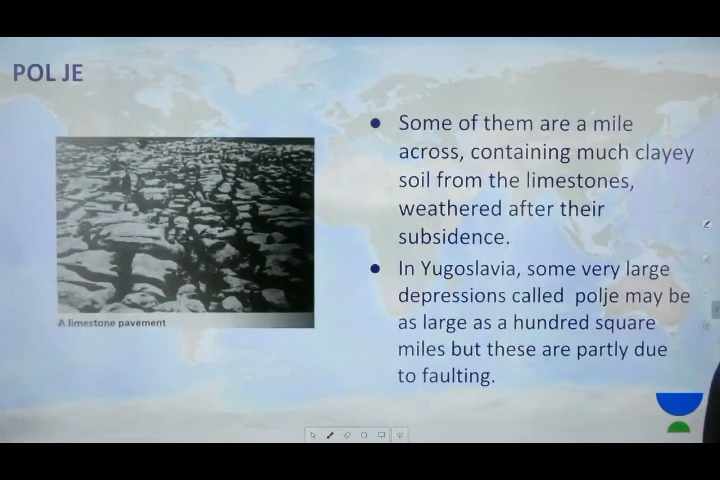 POL JE
● Some of them are a mile
across, containing much clayey
soil from the limestones,
weathered after their
subsidence.
● In Yugoslavia, some very large
depressions called polje may be
as large as a hundred square
miles but these are partly due
to faulting.
A limestone pavement